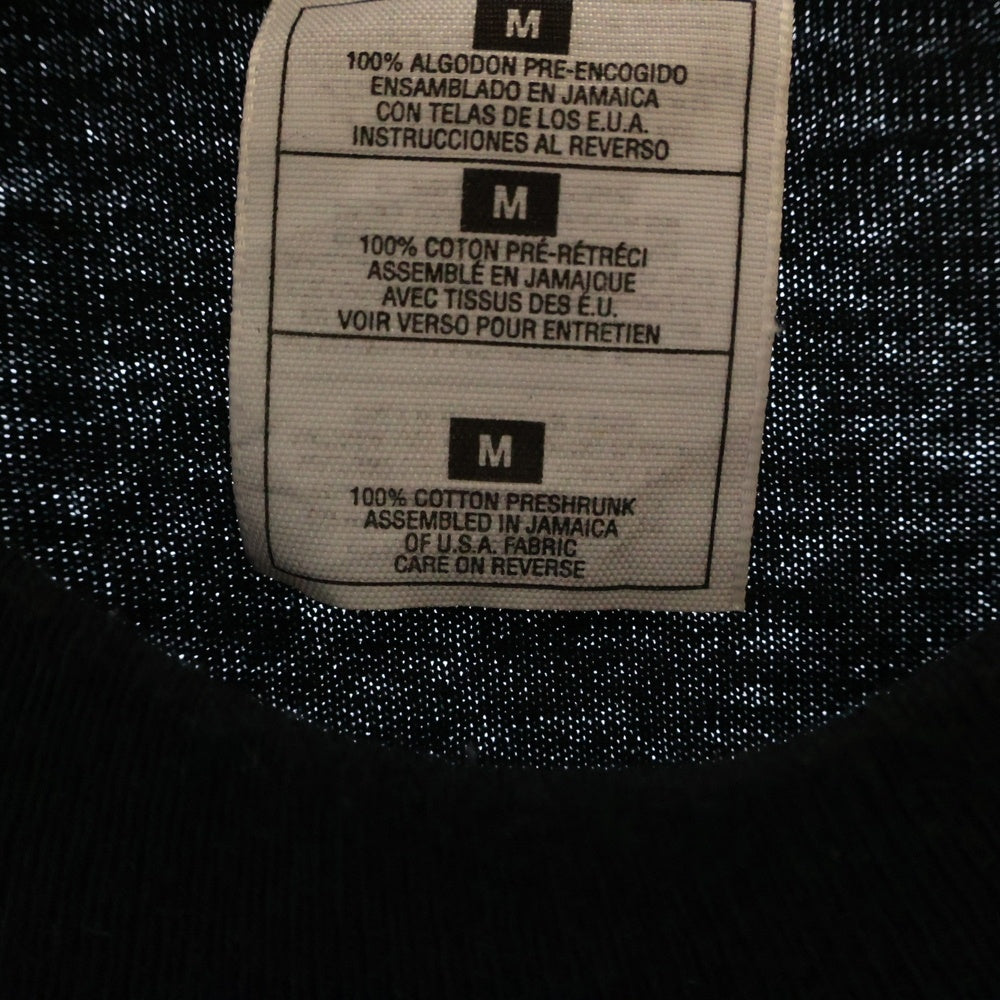 M
100% ALGODON PRE-ENCOGIDO
ENSAMBLADO EN JAMAICA
CON TELAS DE LOS E.U.A.
INSTRUCCIONES AL REVERSO
M
100% COTON PRÉ-RÉTRÉCI
ASSEMBLÉ EN JAMAIQUE
AVEC TISSUS DES É.U.
VOIR VERSO POUR ENTRETIEN
M
100% COTTON PRESHRUNK
ASSEMBLED IN JAMAICA
OF U.S.A. FABRIC
CARE ON REVERSE